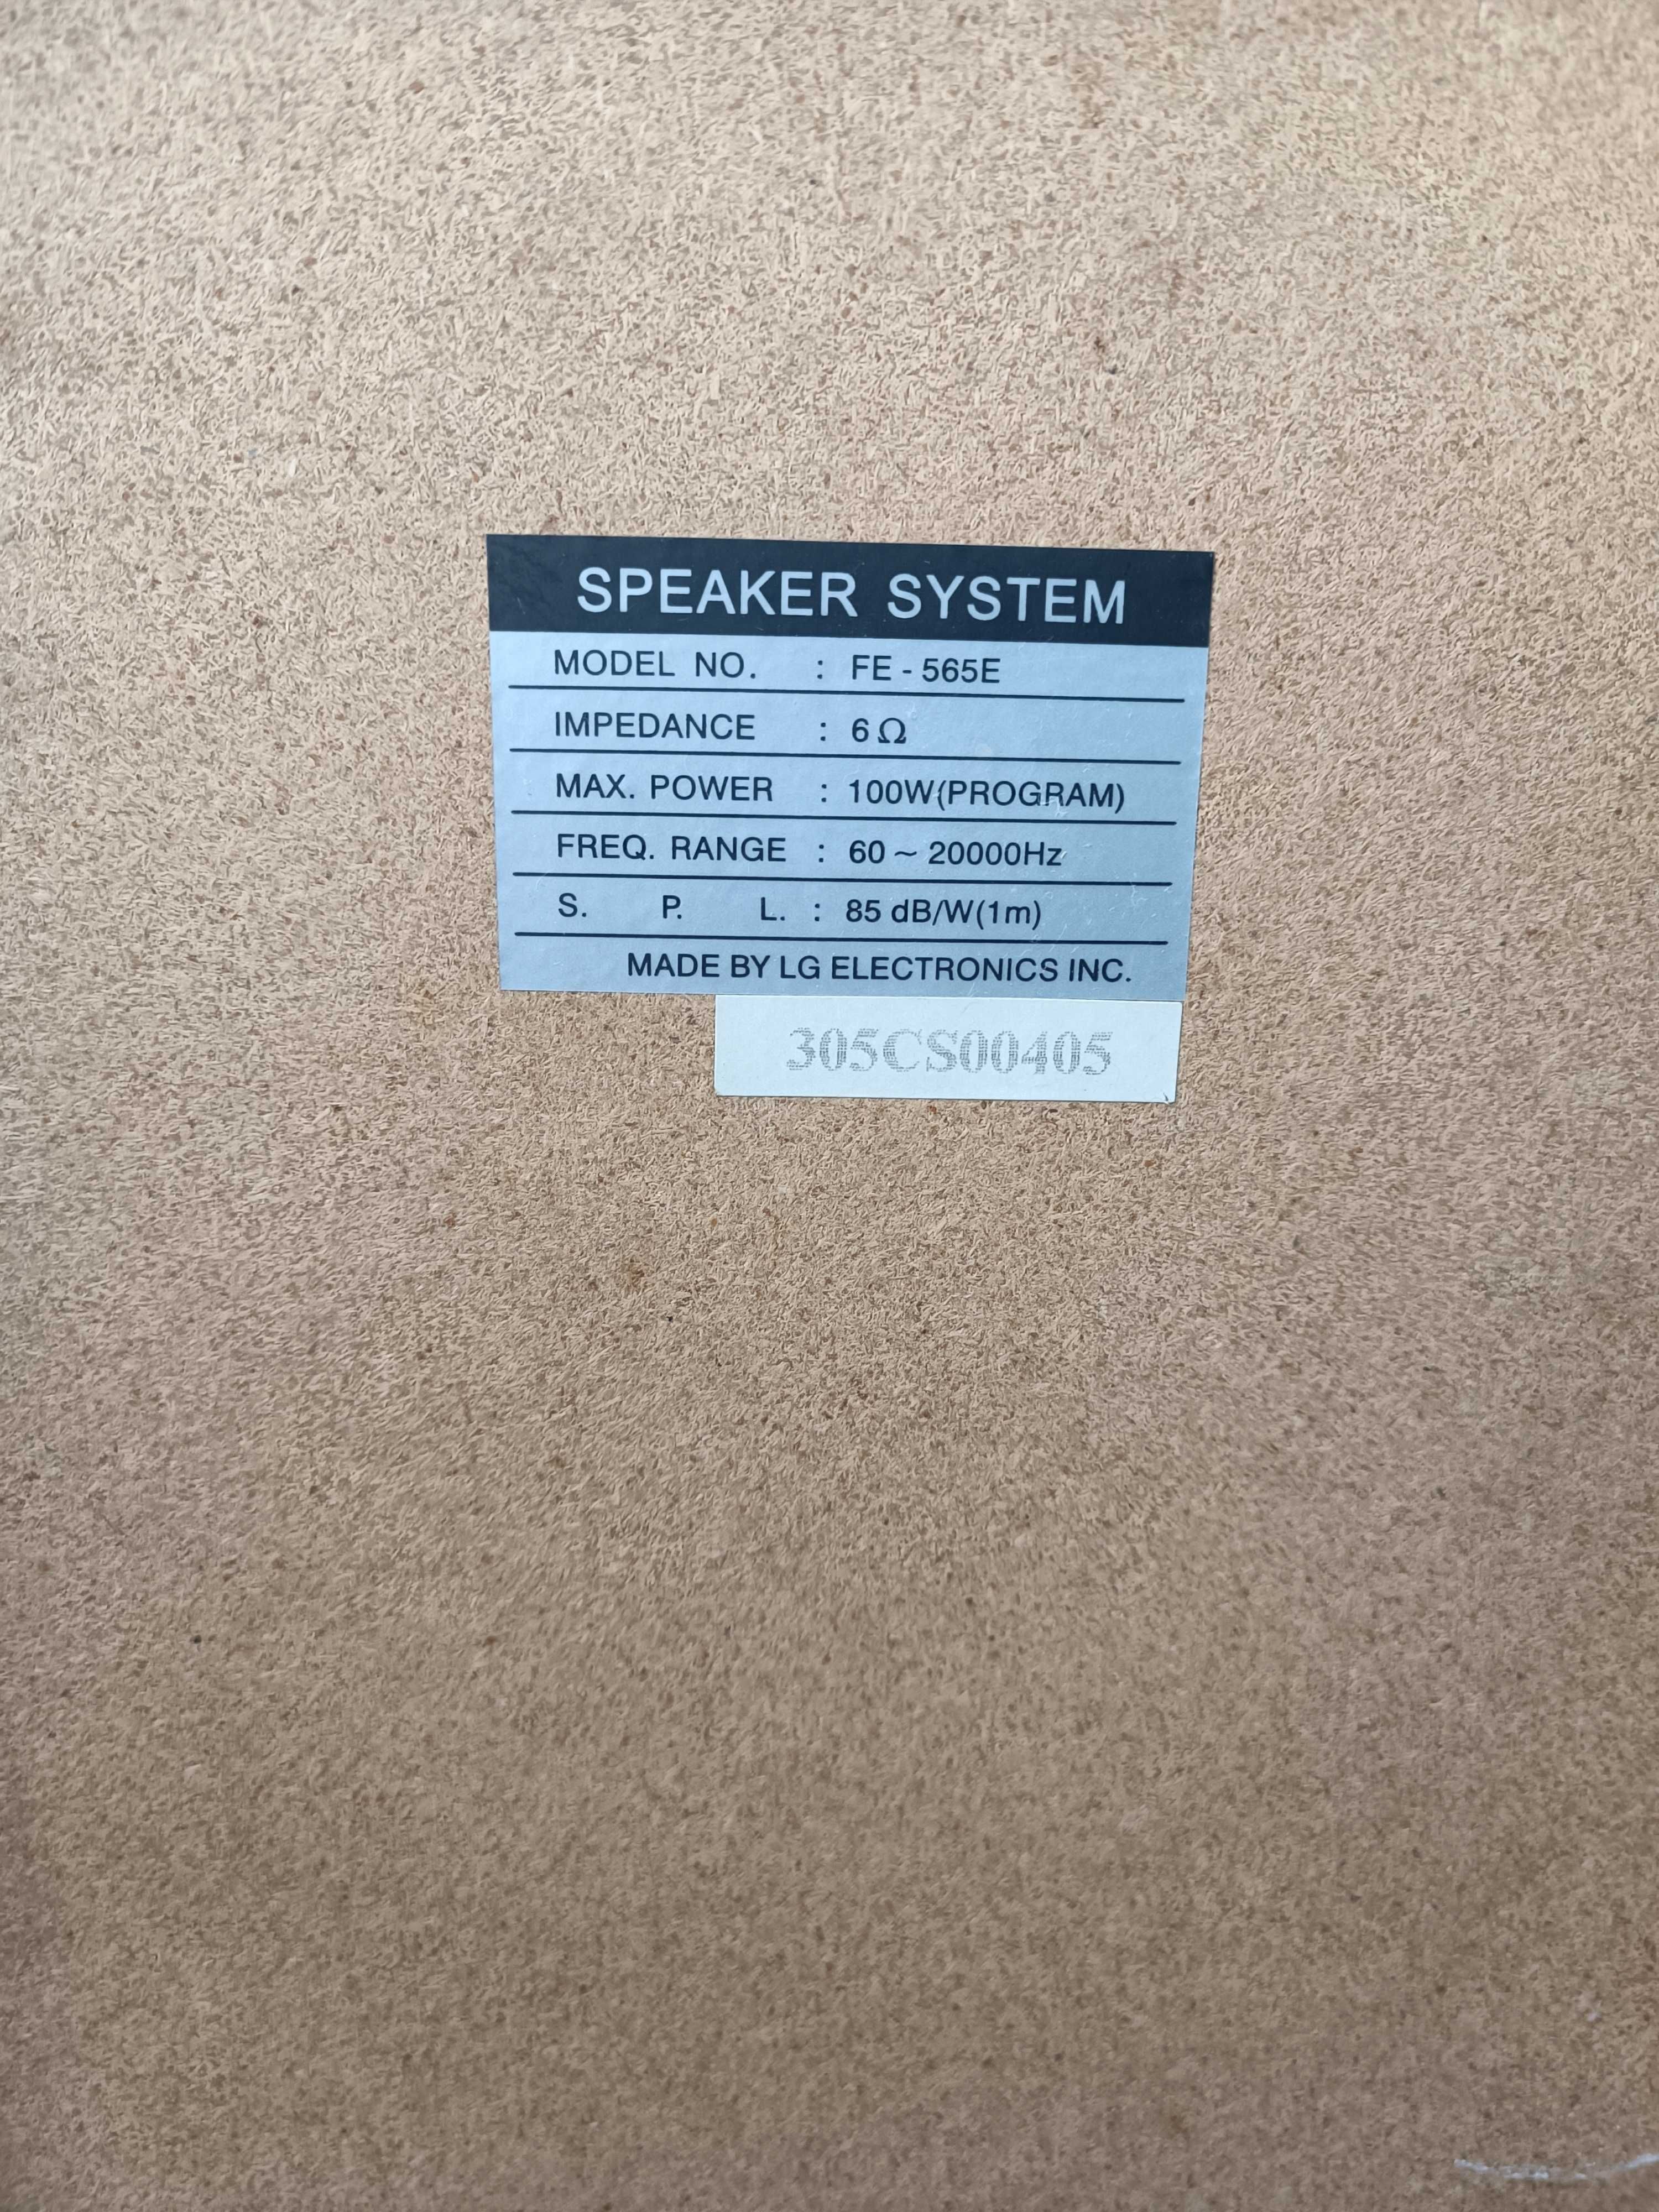 SPEAKER SYSTEM
MODEL NO. : FE - 565E
IMPEDANCE : 6 Ω
MAX. POWER : 100W(PROGRAM)
FREQ. RANGE : 60 ~ 20000Hz
S. P. L. : 85 dB/W(1m)
MADE BY LG ELECTRONICS INC.
305CS00405